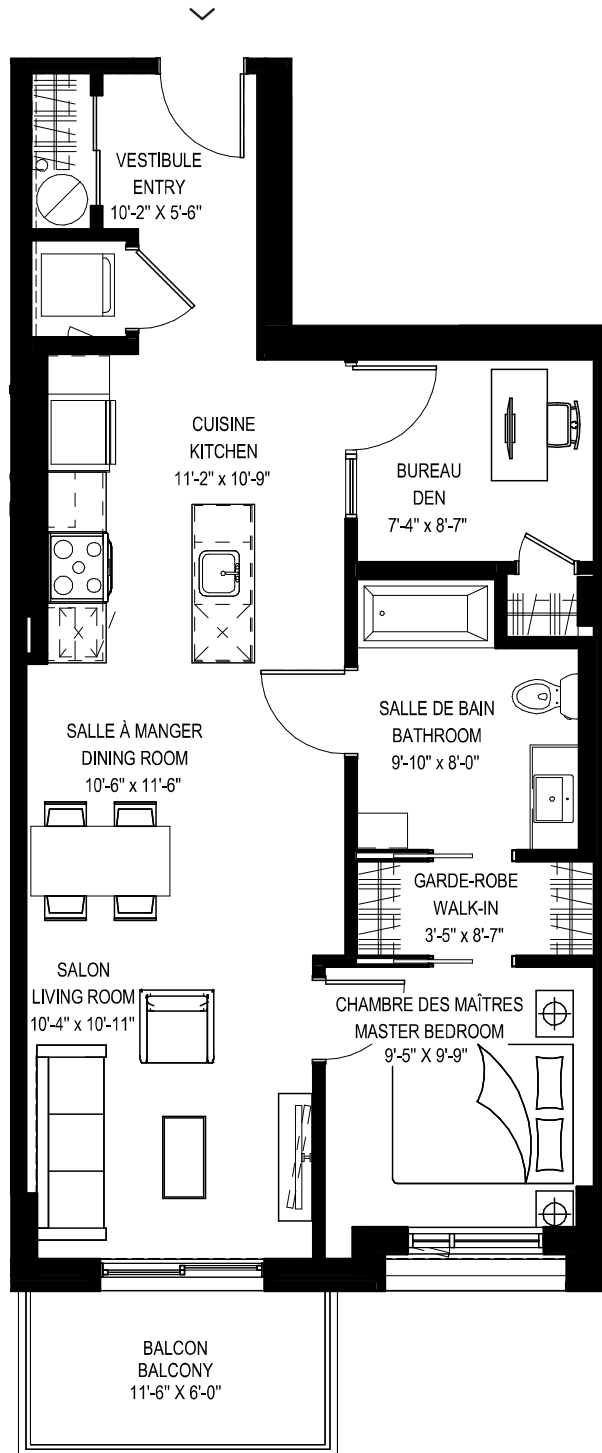 VESTIBULE
ENTRY
10'-2" X 5'-6"
CUISINE
KITCHEN
11'-2" x 10'-9"
BUREAU
DEN
7'-4" x 8'-7"
SALLE À MANGER
DINING ROOM
10'-6" x 11'-6"
SALLE DE BAIN
BATHROOM
9'-10" x 8'-0"
GARDE-ROBE
WALK-IN
3'-5" x 8'-7"
SALON
LIVING ROOM
10'-4" x 10'-11"
CHAMBRE DES MAÎTRES
MASTER BEDROOM
9'-5" X 9'-9"
BALCON
BALCONY
11'-6" X 6'-0"